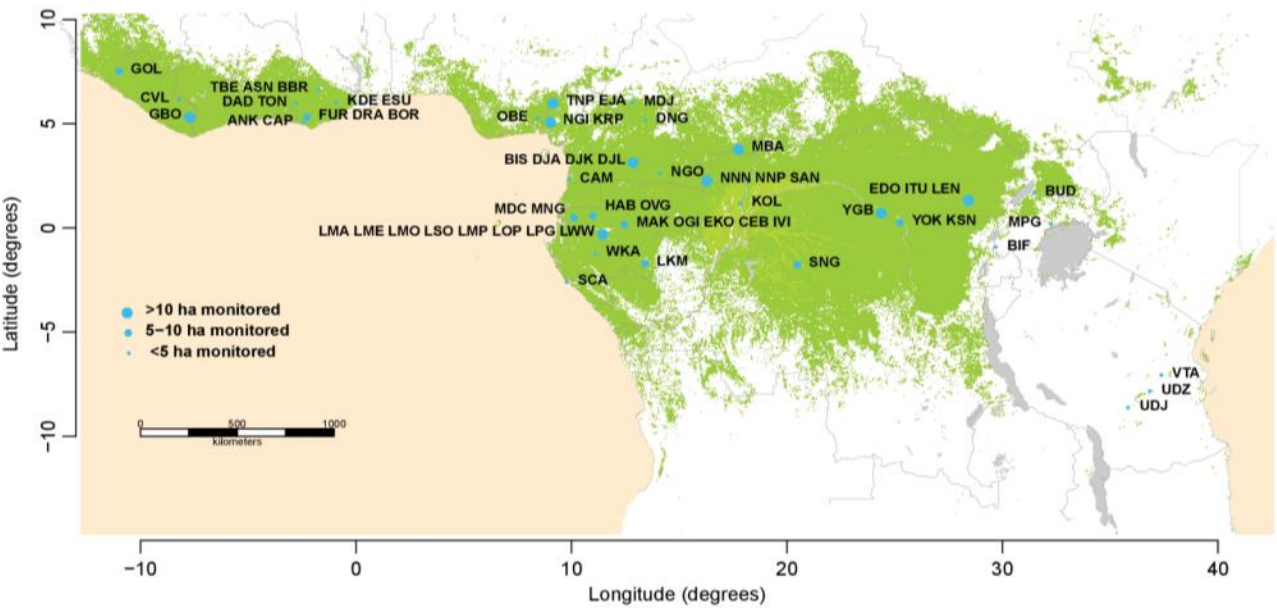 10
5
0
−5
−10
Latitude (degrees)
GOL
CVL
GBO
TBE ASN BBR
DAD TON
ANK CAP
KDE ESU
FUR DRA BOR
OBE
TNP EJA
MDJ
NGI KRP
DNG
MBA
BIS DJA DJK DJL
CAM
NGO
NNN NNP SAN
KOL
EDO ITU LEN
BUD
YGB
YOK KSN
MPG
BIF
MDC MNG
HAB OVG
MAK OGI EKO CEB IVI
LMA LME LMO LSO LMP LOP LPG LWW
WKA
LKM
SNG
SCA
VTA
UDZ
UDJ
>10 ha monitored
5−10 ha monitored
<5 ha monitored
0 500 1000
kilometers
−10 0 10 20 30 40
Longitude (degrees)